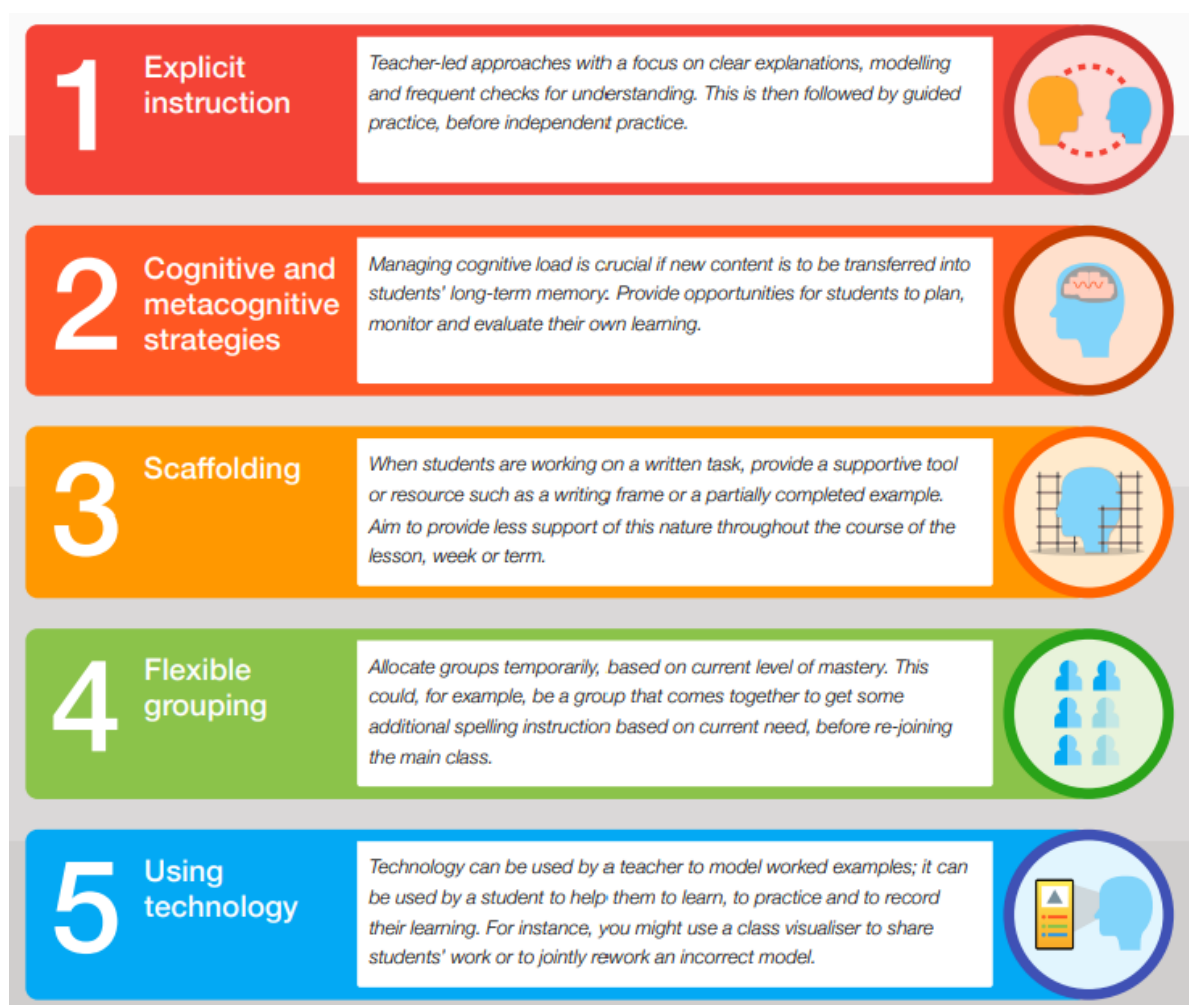 1
Explicit
instruction
Teacher-led approaches with a focus on clear explanations, modelling
and frequent checks for understanding. This is then followed by guided
practice, before independent practice.
2
Cognitive and
metacognitive
strategies
Managing cognitive load is crucial if new content is to be transferred into
students' long-term memory. Provide opportunities for students to plan,
monitor and evaluate their own learning.
3
Scaffolding
When students are working on a written task, provide a supportive tool
or resource such as a writing frame or a partially completed example.
Aim to provide less support of this nature throughout the course of the
lesson, week or term.
4
Flexible
grouping
Allocate groups temporarily, based on current level of mastery. This
could, for example, be a group that comes together to get some
additional spelling instruction based on current need, before re-joining
the main class.
5
Using
technology
Technology can be used by a teacher to model worked examples; it can
be used by a student to help them to learn, to practice and to record
their learning. For instance, you might use a class visualiser to share
students' work or to jointly rework an incorrect model.